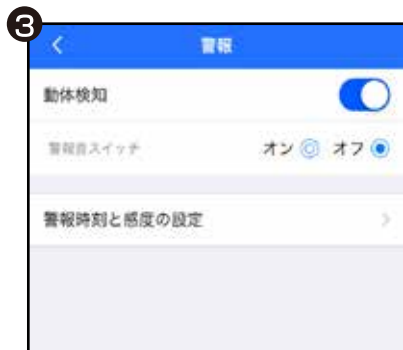 3
警報
動体検知
警報音スイッチ オン オフ
警報時刻と感度の設定